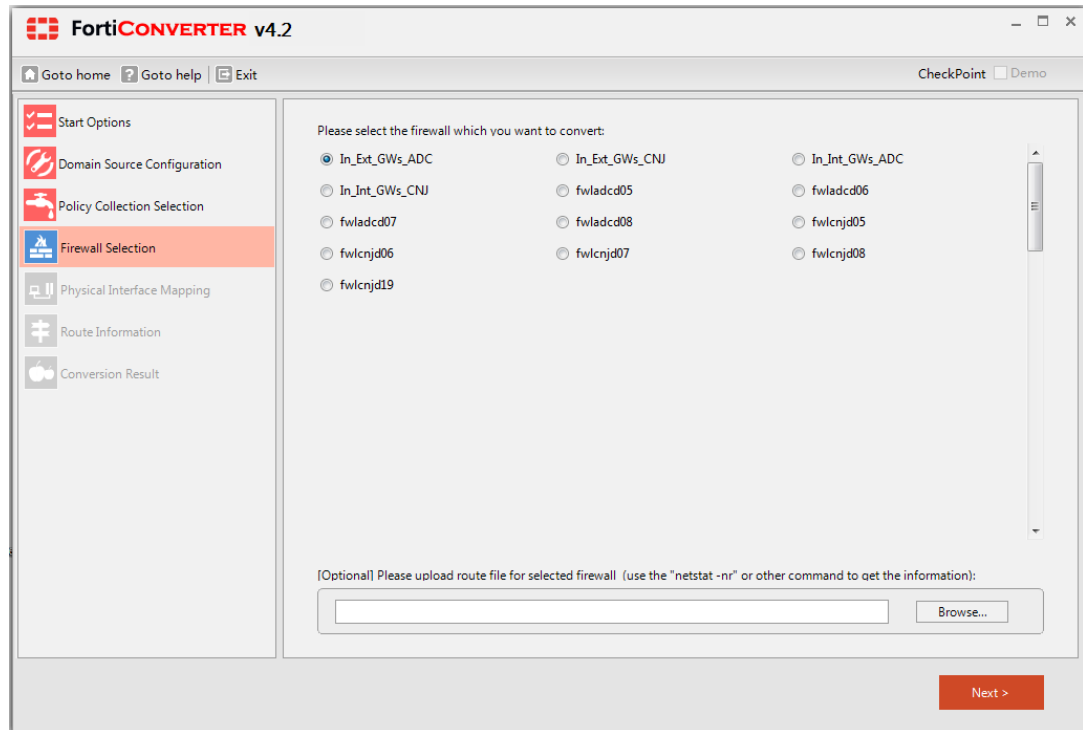 FortiCONVERTER v4.2
Goto home Goto help Exit CheckPoint Demo
Start Options
Domain Source Configuration
Policy Collection Selection
Firewall Selection
Physical Interface Mapping
Route Information
Conversion Result
Please select the firewall which you want to convert:
In_Ext_GWs_ADC In_Ext_GWs_CNJ In_Int_GWs_ADC
In_Int_GWs_CNJ fwladcd05 fwladcd06
fwladcd07 fwladcd08 fwlcnjd05
fwlcnjd06 fwlcnjd07 fwlcnjd08
fwlcnjd19
[Optional] Please upload route file for selected firewall (use the "netstat -nr" or other command to get the information):
Browse...
Next >